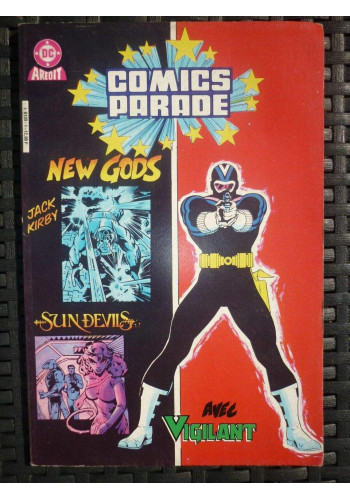 DC
AREDIT
COMICS
PARADE
NEW GODS
JACK
KIRBY
SUN DEVILS
AVEC
VIGILANT